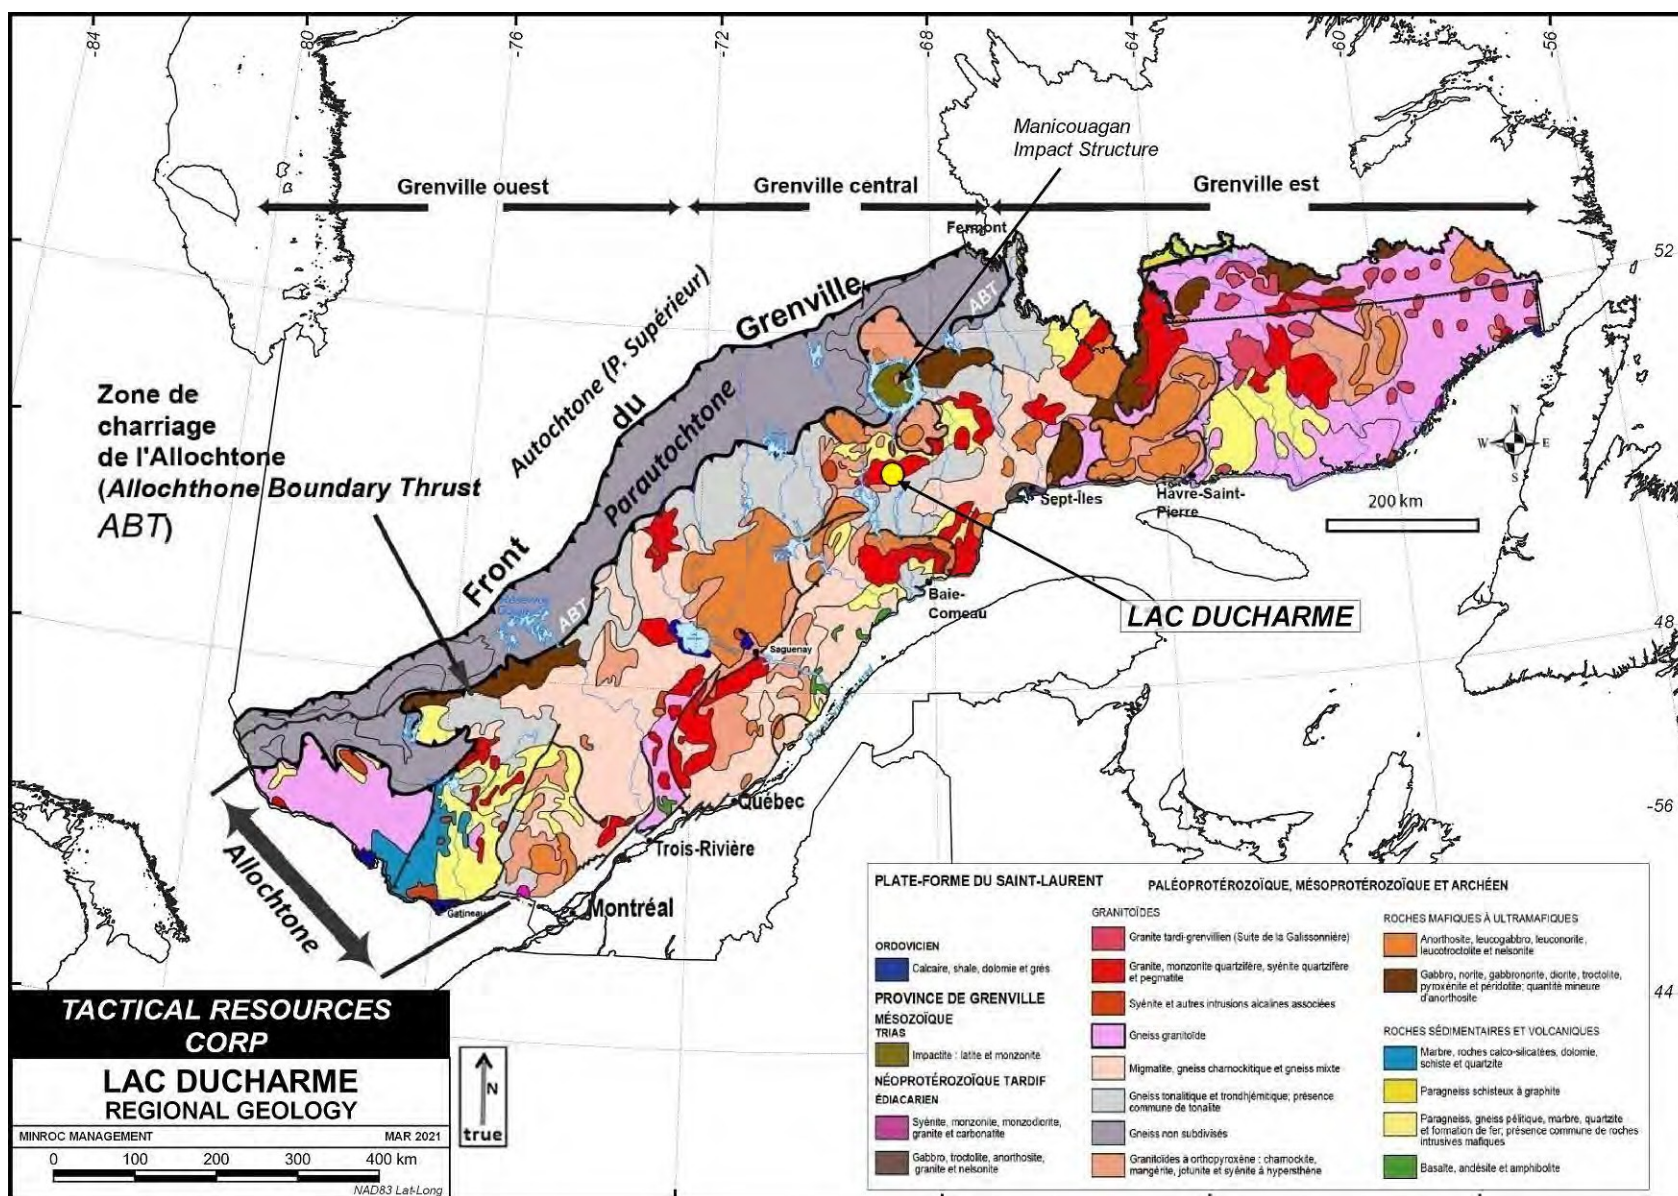 -84
-80
-76
-72
-68
-64
-60
-56
Manicouagan
Impact Structure
Grenville ouest
Grenville central
Grenville est
Fermont
52
Autochtone (P. Supérieur)
Front du Grenville
Parautochtone
ABT
ABT
Zone de
charriage
de l'Allochtone
(Allochthone Boundary Thrust
ABT)
Sept-Îles
Havre-Saint-
Pierre
N
W
E
S
200 km
Baie-
Comeau
LAC DUCHARME
48
Saguenay
Québec
-56
Trois-Rivière
Montréal
Gatineau
Allochtone
44
PLATE-FORME DU SAINT-LAURENT
ORDOVICIEN
Calcaire, shale, dolomie et grès
PROVINCE DE GRENVILLE
MÉSOZOÏQUE
TRIAS
Impactite : latite et monzonite
NÉOPROTÉROZOÏQUE TARDIF
ÉDIACARIEN
Syénite, monzonite, monzodiorite,
granite et carbonatite
Gabbro, troctolite, anorthosite,
granite et nelsonite
PALÉOPROTÉROZOÏQUE, MÉSOPROTÉROZOÏQUE ET ARCHÉEN
GRANITOÏDES
Granite tardi-grenvillien (Suite de la Galissonnière)
Granite, monzonite quartzifère, syénite quartzifère
et pegmatite
Syénite et autres intrusions alcalines associées
Gneiss granitoïde
Migmatite, gneiss charnockitique et gneiss mixte
Gneiss tonalitique et trondhjémitique; présence
commune de tonalite
Gneiss non subdivisés
Granitoïdes à orthopyroxène : charnockite,
mangérite, jotunite et syénite à hypersthène
ROCHES MAFIQUES À ULTRAMAFIQUES
Anorthosite, leucogabbro, leuconorite,
leucotroctolite et nelsonite
Gabbro, norite, gabbronorite, diorite, troctolite,
pyroxénite et péridotite; quantité mineure
d'anorthosite
ROCHES SÉDIMENTAIRES ET VOLCANIQUES
Marbre, roches calco-silicatées, dolomie,
schiste et quartzite
Paragneiss schisteux à graphite
Paragneiss, gneiss pélitique, marbre, quartzite
et formation de fer; présence commune de roches
intrusives mafiques
Basalte, andésite et amphibolite
TACTICAL RESOURCES
CORP
LAC DUCHARME
REGIONAL GEOLOGY
MINROC MANAGEMENT
MAR 2021
0 100 200 300 400 km
NAD83 Lat-Long
N
true